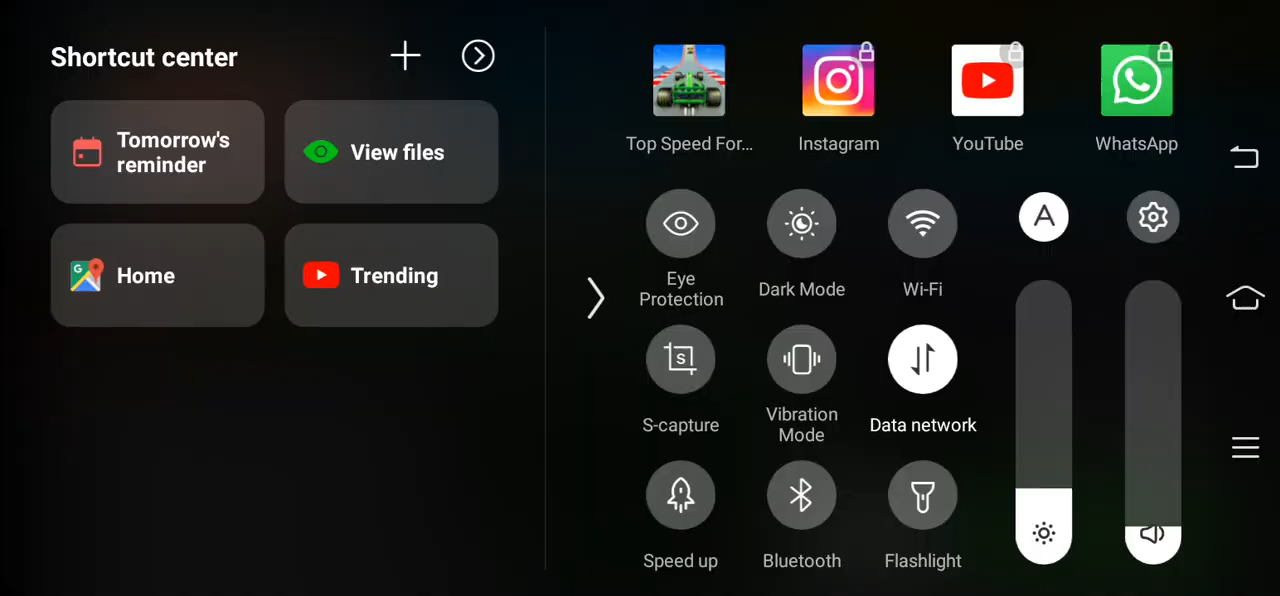 Shortcut center
Tomorrow's
reminder
View files
Home
Trending
Top Speed For...
Instagram
YouTube
WhatsApp
A
Eye
Protection
Dark Mode
Wi-Fi
S
S-capture
Vibration
Mode
Data network
Speed up
Bluetooth
Flashlight